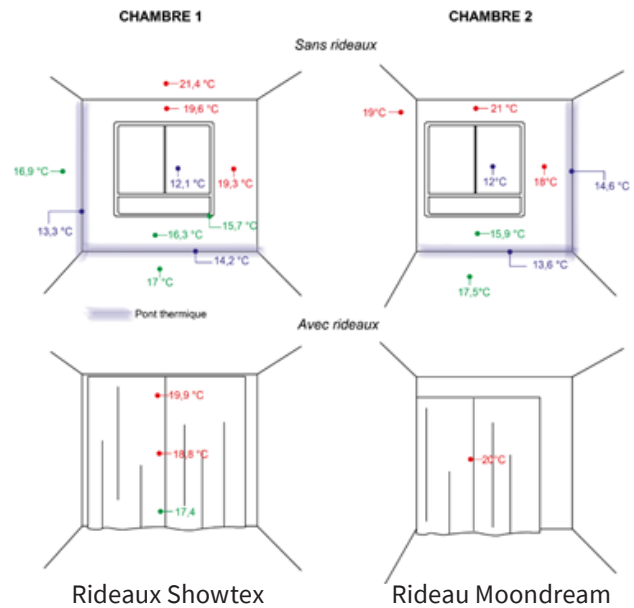 CHAMBRE 1
CHAMBRE 2
Sans rideaux
21,4 °C
19,6 °C
16,9 °C
12,1 °C
19,3 °C
15,7 °C
13,3 °C
16,3 °C
14,2 °C
17 °C
19°C
21 °C
12°C
18°C
14,6 °C
15,9 °C
13,6 °C
17,5°C
Pont thermique
Avec rideaux
19,9 °C
18,8 °C
17,4
20°C
Rideaux Showtex
Rideau Moondream